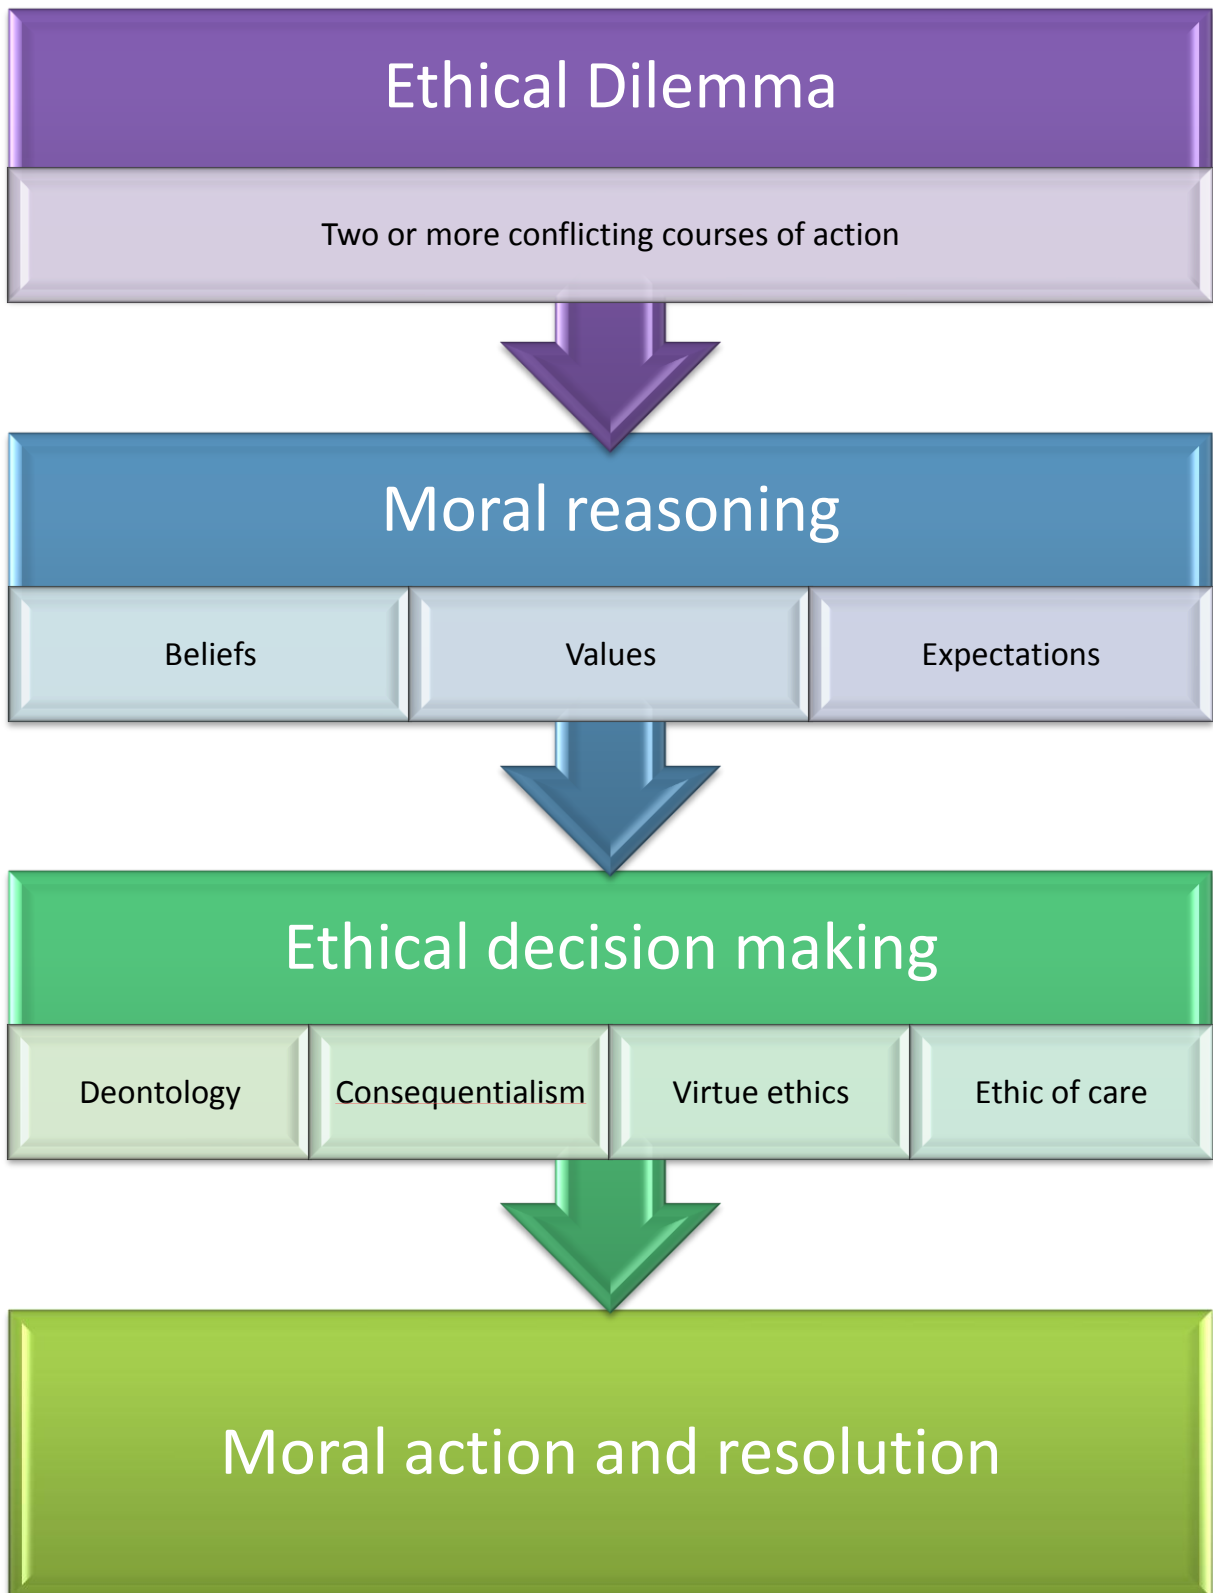 Ethical Dilemma
Two or more conflicting courses of action
Moral reasoning
Beliefs
Values
Expectations
Ethical decision making
Deontology
Consequentialism
Virtue ethics
Ethic of care
Moral action and resolution